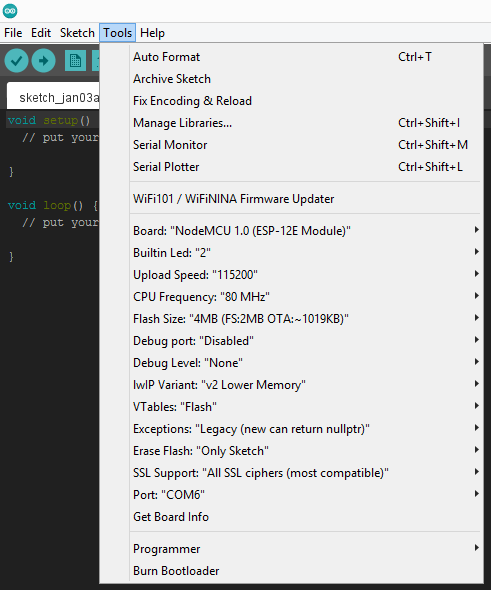 File Edit Sketch Tools Help
sketch_jan03a
void setup()
// put your
}
void loop() {
// put your
}
Auto Format Ctrl+T
Archive Sketch
Fix Encoding & Reload
Manage Libraries... Ctrl+Shift+I
Serial Monitor Ctrl+Shift+M
Serial Plotter Ctrl+Shift+L
WiFi101 / WiFiNINA Firmware Updater
Board: "NodeMCU 1.0 (ESP-12E Module)"
Builtin Led: "2"
Upload Speed: "115200"
CPU Frequency: "80 MHz"
Flash Size: "4MB (FS:2MB OTA:~1019KB)"
Debug port: "Disabled"
Debug Level: "None"
lwIP Variant: "v2 Lower Memory"
VTables: "Flash"
Exceptions: "Legacy (new can return nullptr)"
Erase Flash: "Only Sketch"
SSL Support: "All SSL ciphers (most compatible)"
Port: "COM6"
Get Board Info
Programmer
Burn Bootloader